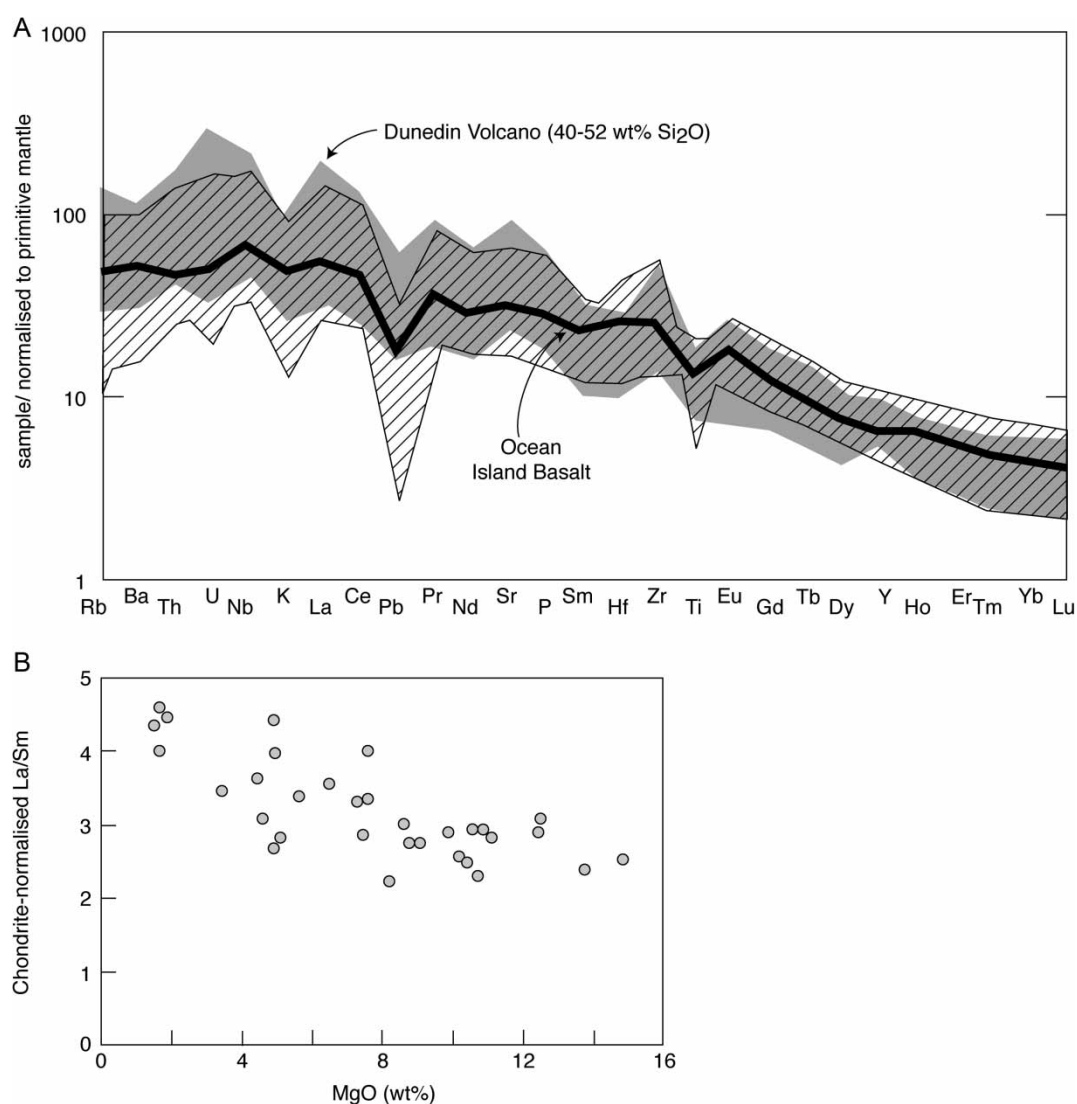 A
1000
100
10
1
sample/ normalised to primitive mantle
Dunedin Volcano (40-52 wt% Si2O)
Ocean
Island Basalt
Rb Ba Th U Nb K La Ce Pb Pr Nd Sr P Sm Hf Zr Ti Eu Gd Tb Dy Y Ho Er Tm Yb Lu
B
5
4
3
2
1
0
Chondrite-normalised La/Sm
0 4 8 12 16
MgO (wt%)